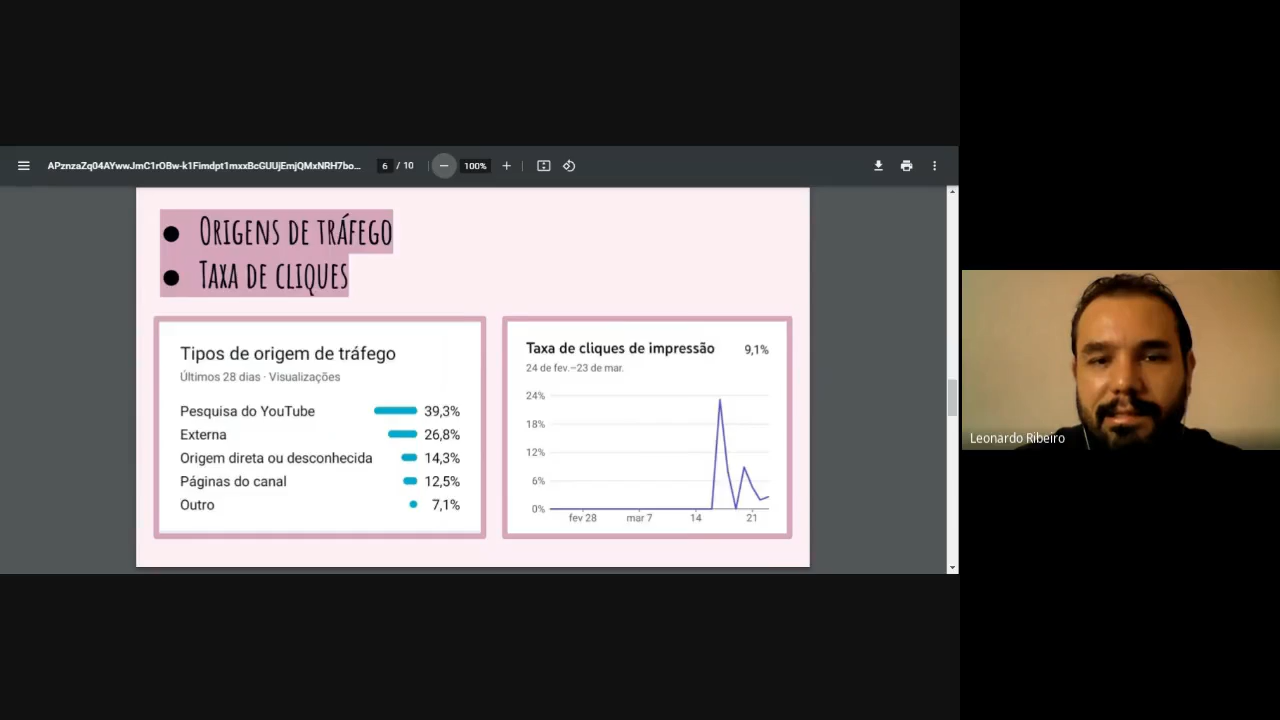 APznzaZq04AYwwJmC1rOBw-k1Fimdpt1mxxBcGUUjEmjQMxNRH7bo... 6 / 10 100%
● ORIGENS DE TRÁFEGO
● TAXA DE CLIQUES
Tipos de origem de tráfego
Últimos 28 dias · Visualizações
Pesquisa do YouTube 39,3%
Externa 26,8%
Origem direta ou desconhecida 14,3%
Páginas do canal 12,5%
Outro 7,1%
Taxa de cliques de impressão 9,1%
24 de fev.–23 de mar.
24%
18%
12%
6%
0%
fev 28 mar 7 14 21
Leonardo Ribeiro